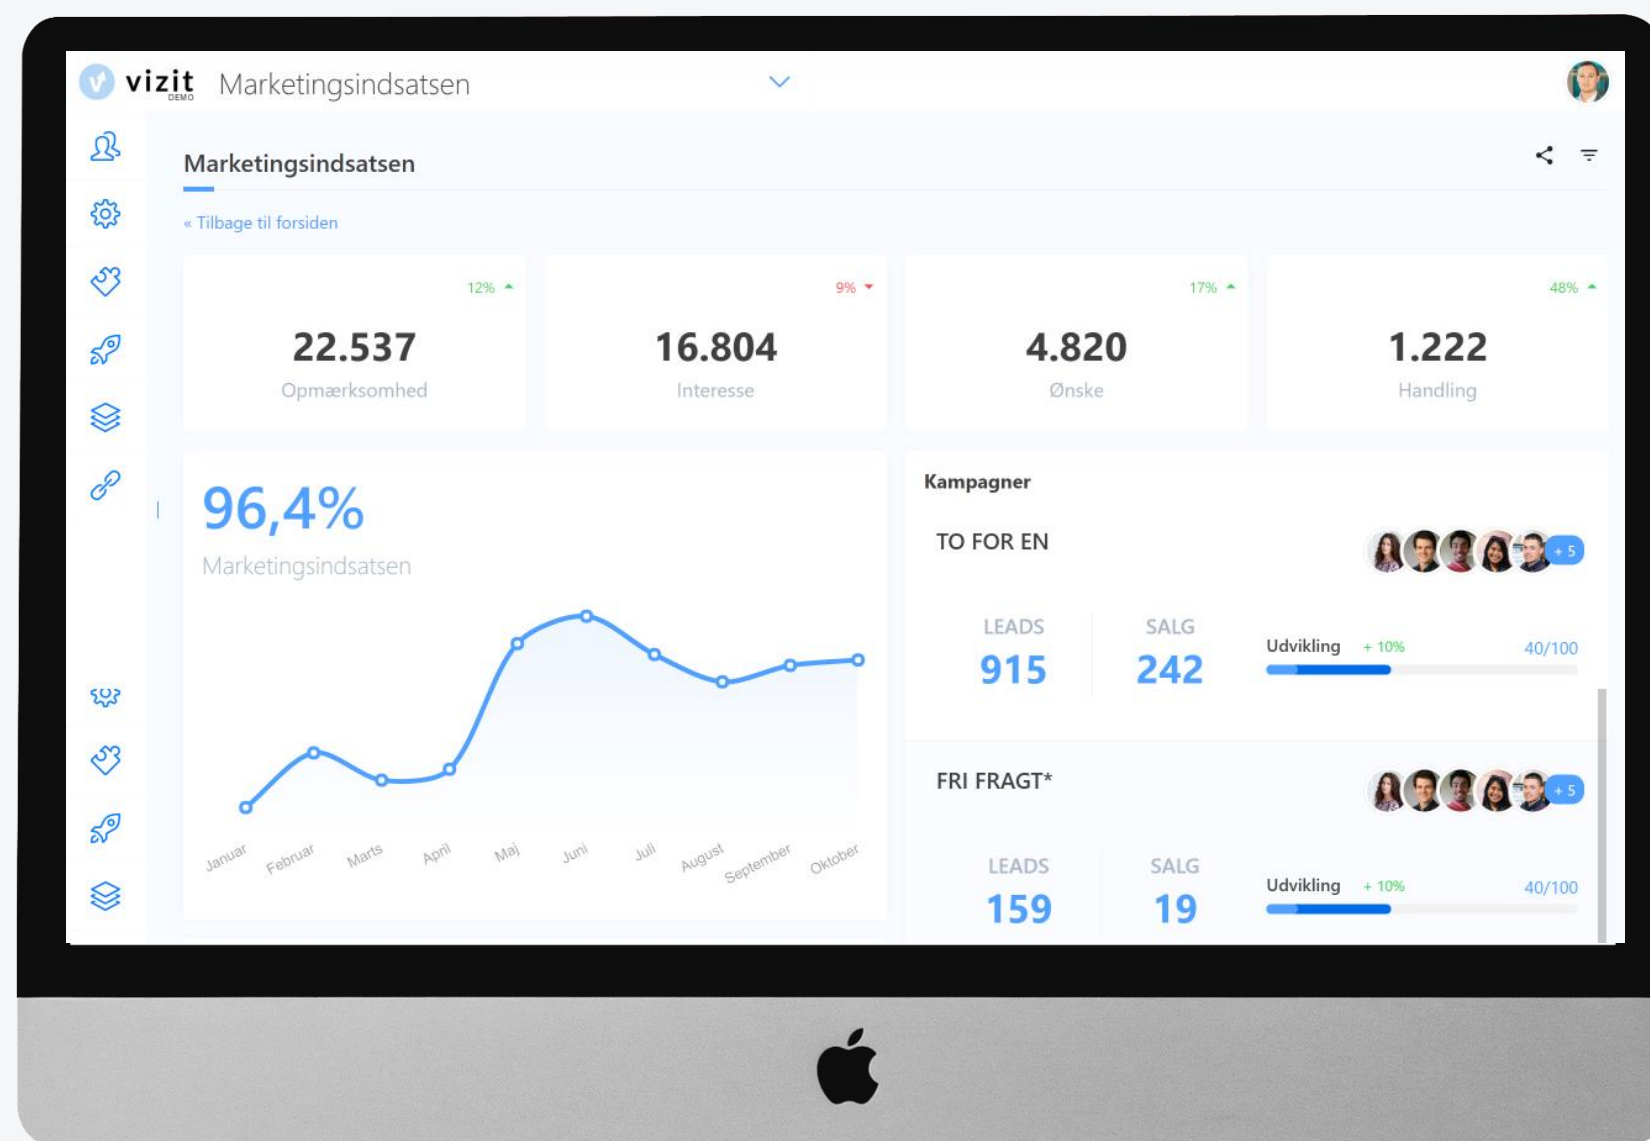 vizit
DEMO
Marketingsindsatsen
Marketingsindsatsen
« Tilbage til forsiden
12%
22.537
Opmærksomhed
9%
16.804
Interesse
17%
4.820
Ønske
48%
1.222
Handling
96,4%
Marketingsindsatsen
Januar Februar Marts April Maj Juni Juli August September Oktober
Kampagner
TO FOR EN
+ 5
LEADS
915
SALG
242
Udvikling + 10% 40/100
FRI FRAGT*
+ 5
LEADS
159
SALG
19
Udvikling + 10% 40/100